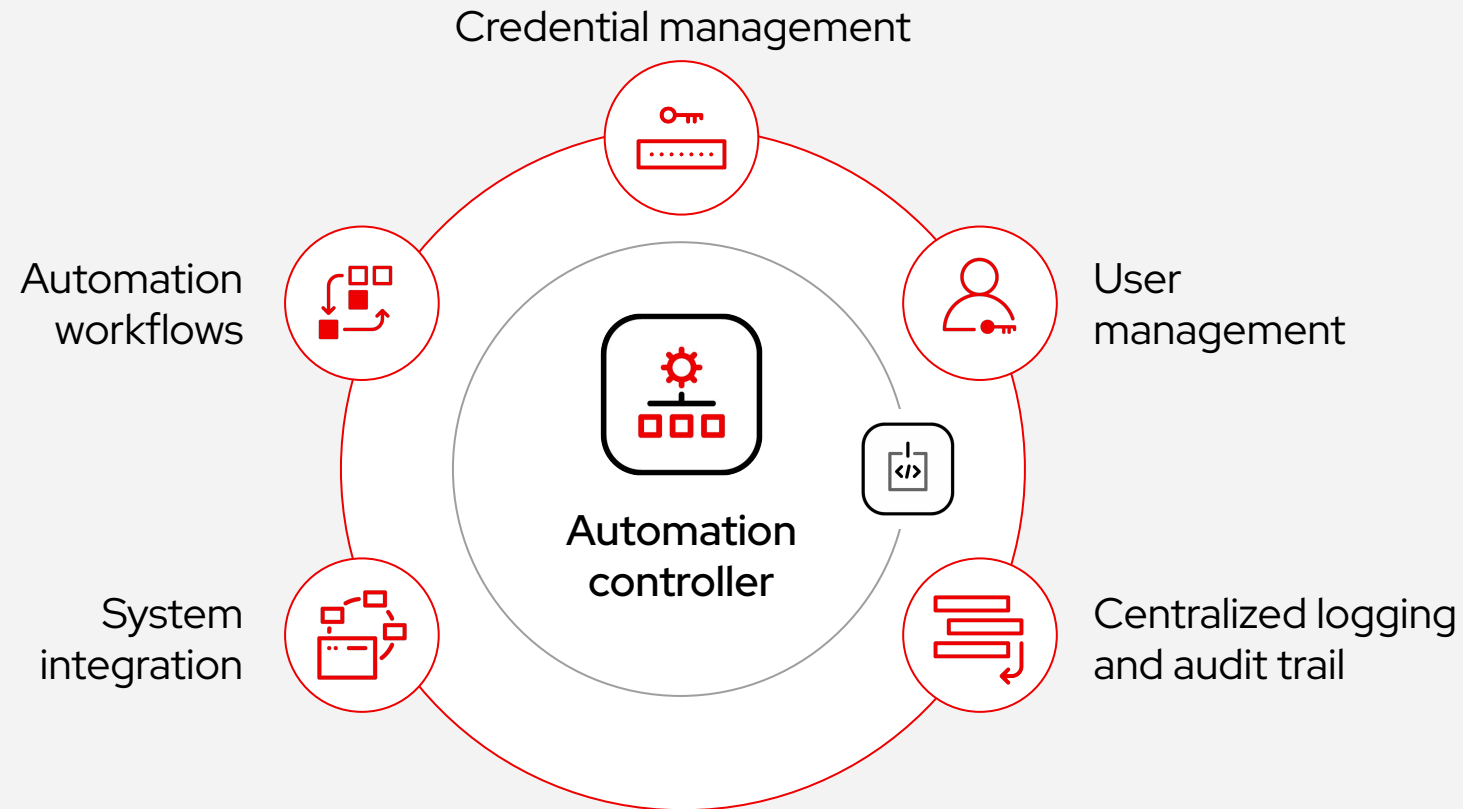 Credential management
Automation
workflows
User
management
Automation
controller
</>
System
integration
Centralized logging
and audit trail